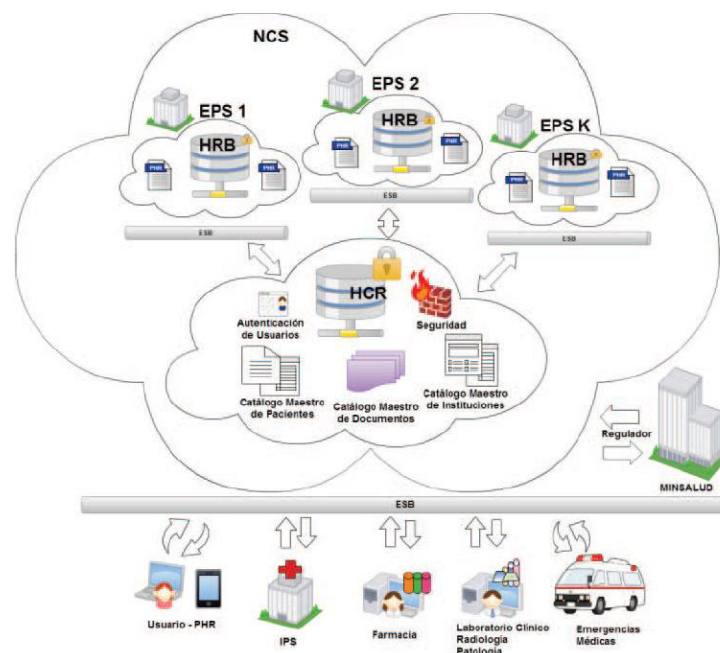 NCS
EPS 1
HRB
PHR
PHR
ESB
EPS 2
HRB
PHR
PHR
ESB
EPS K
HRB
PHR
PHR
ESB
HCR
Autenticación
de Usuarios
Seguridad
Catálogo Maestro
de Pacientes
Catálogo Maestro
de Documentos
Catálogo Maestro
de Instituciones
Regulador
MINSALUD
ESB
Usuario - PHR
IPS
Farmacia
Laboratorio Clínico
Radiología
Patología
Emergencias
Médicas